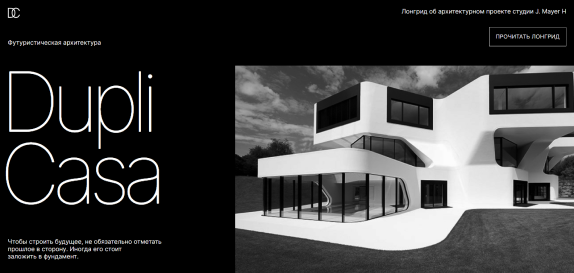 DC
Лонгрид об архитектурном проекте студии J. Mayer H
ПРОЧИТАТЬ ЛОНГРИД
Футуристическая архитектура
Dupli
Casa
Чтобы строить будущее, не обязательно отметать
прошлое в сторону. Иногда его стоит
заложить в фундамент.